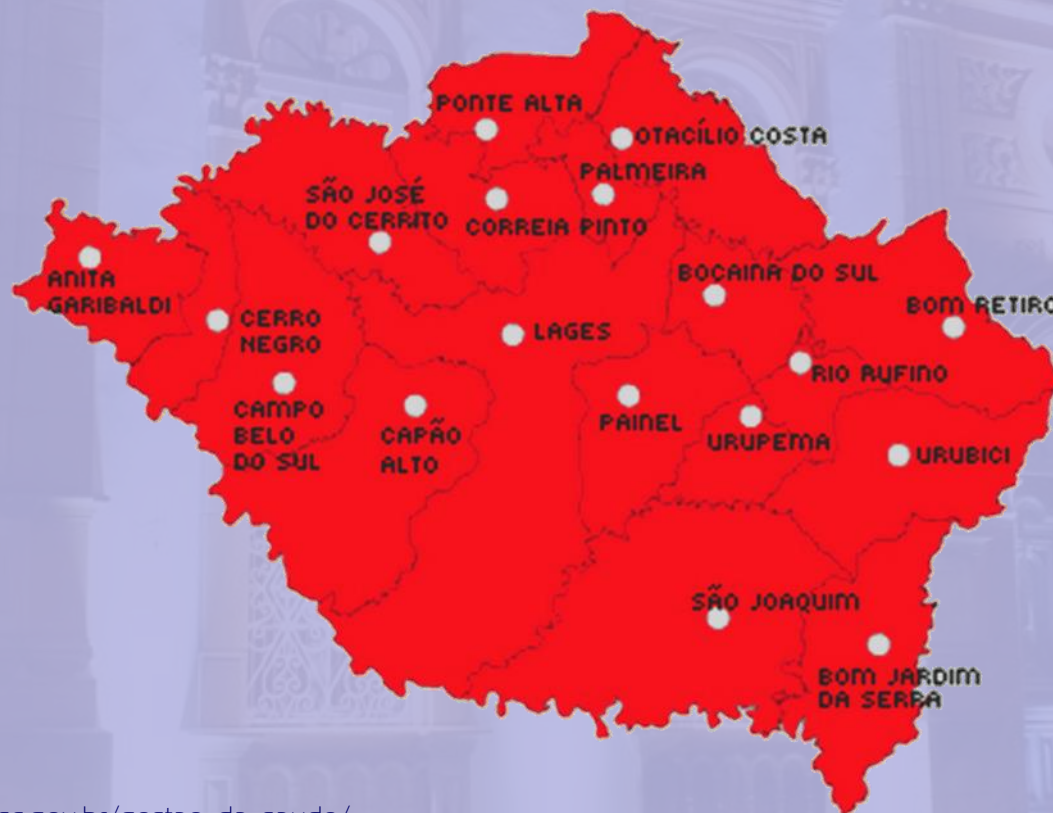 PONTE ALTA
OTACÍLIO COSTA
PALMEIRA
SÃO JOSÉ
DO CERRITO
CORREIA PINTO
ANITA
GARIBALDI
BOCAINA DO SUL
BOM RETIRO
CERRO
NEGRO
LAGES
RIO RUFINO
CAMPO
BELO
DO SUL
CAPÃO
ALTO
PAINEL
URUPEMA
URUBICI
SÃO JOAQUIM
BOM JARDIM
DA SERRA